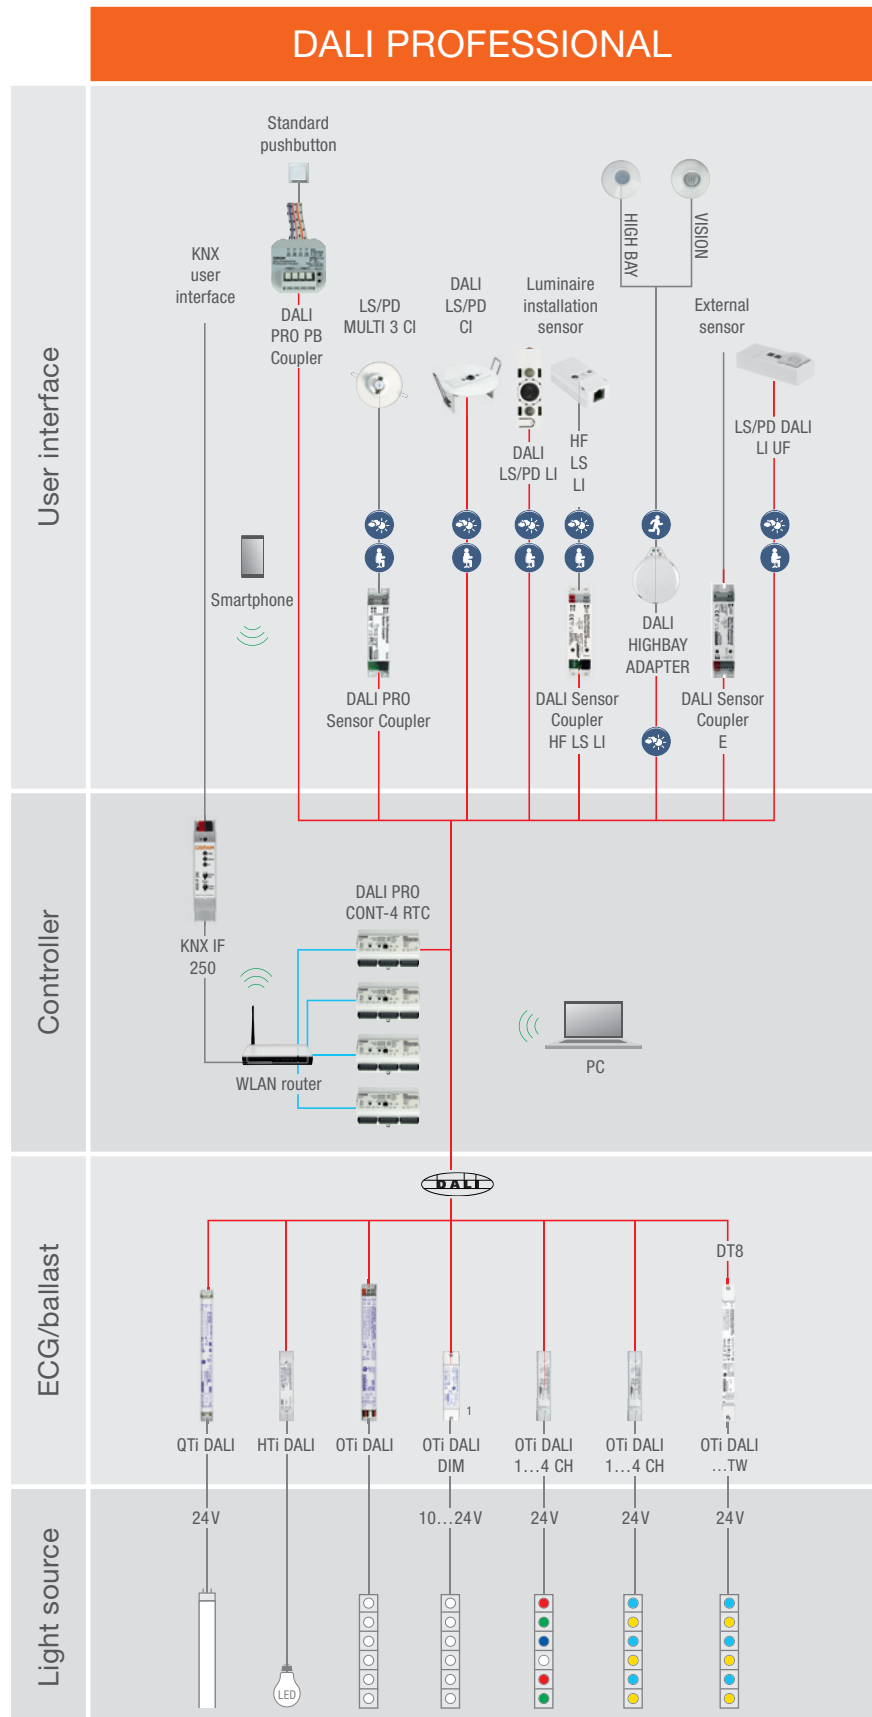 DALI PROFESSIONAL
User interface
Standard
pushbutton
KNX
user
interface
DALI
PRO PB
Coupler
LS/PD
MULTI 3 CI
DALI
LS/PD
CI
Luminaire
installation
sensor
HIGH BAY
VISION
External
sensor
DALI
LS/PD LI
HF
LS
LI
LS/PD DALI
LI UF
Smartphone
DALI PRO
Sensor Coupler
DALI Sensor
Coupler
HF LS LI
DALI
HIGHBAY
ADAPTER
DALI Sensor
Coupler
E
Controller
OSRAM
KNX IF
250
DALI PRO
CONT-4 RTC
WLAN router
PC
DALI
ECG/ballast
DT8
1
QTi DALI
HTi DALI
OTi DALI
OTi DALI
DIM
OTi DALI
1...4 CH
OTi DALI
1...4 CH
OTi DALI
...TW
Light source
24V
10...24V
24V
24V
24V
LED